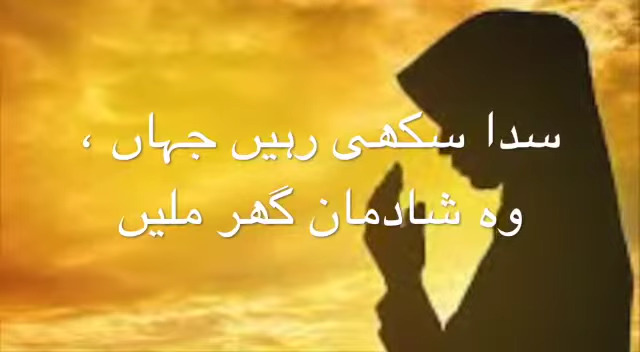 سدا سکھی رہیں جہاں ،
وہ شادمان گھر ملیں